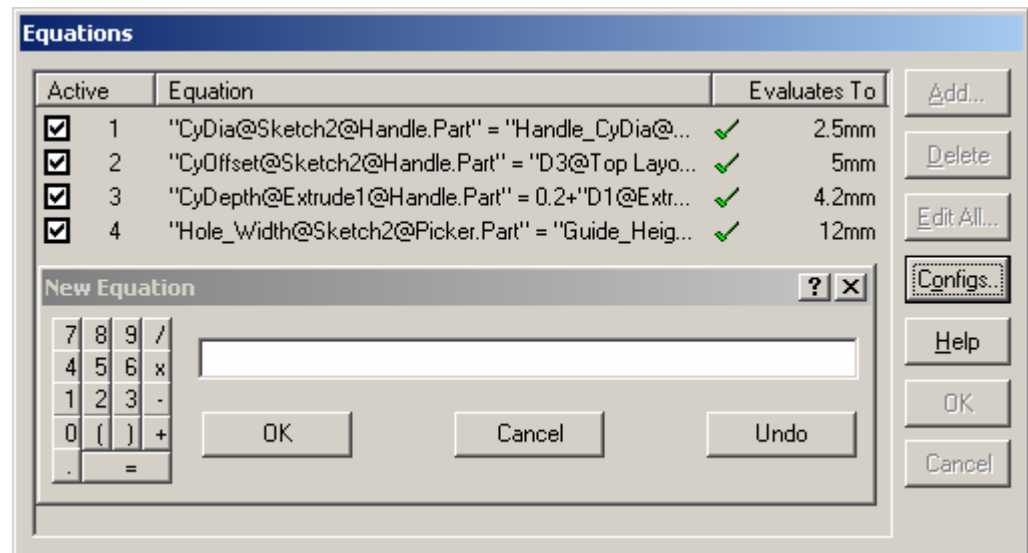 Equations
Active Equation Evaluates To
1 "CyDia@Sketch2@Handle.Part" = "Handle_CyDia@... 2.5mm
2 "CyOffset@Sketch2@Handle.Part" = "D3@Top Layo... 5mm
3 "CyDepth@Extrude1@Handle.Part" = 0.2+"D1@Extr... 4.2mm
4 "Hole_Width@Sketch2@Picker.Part" = "Guide_Heig... 12mm
Add...
Delete
Edit All...
Configs..
Help
OK
Cancel
New Equation ? X
7 8 9 /
4 5 6 x
1 2 3 -
0 ( ) +
. =
OK Cancel Undo